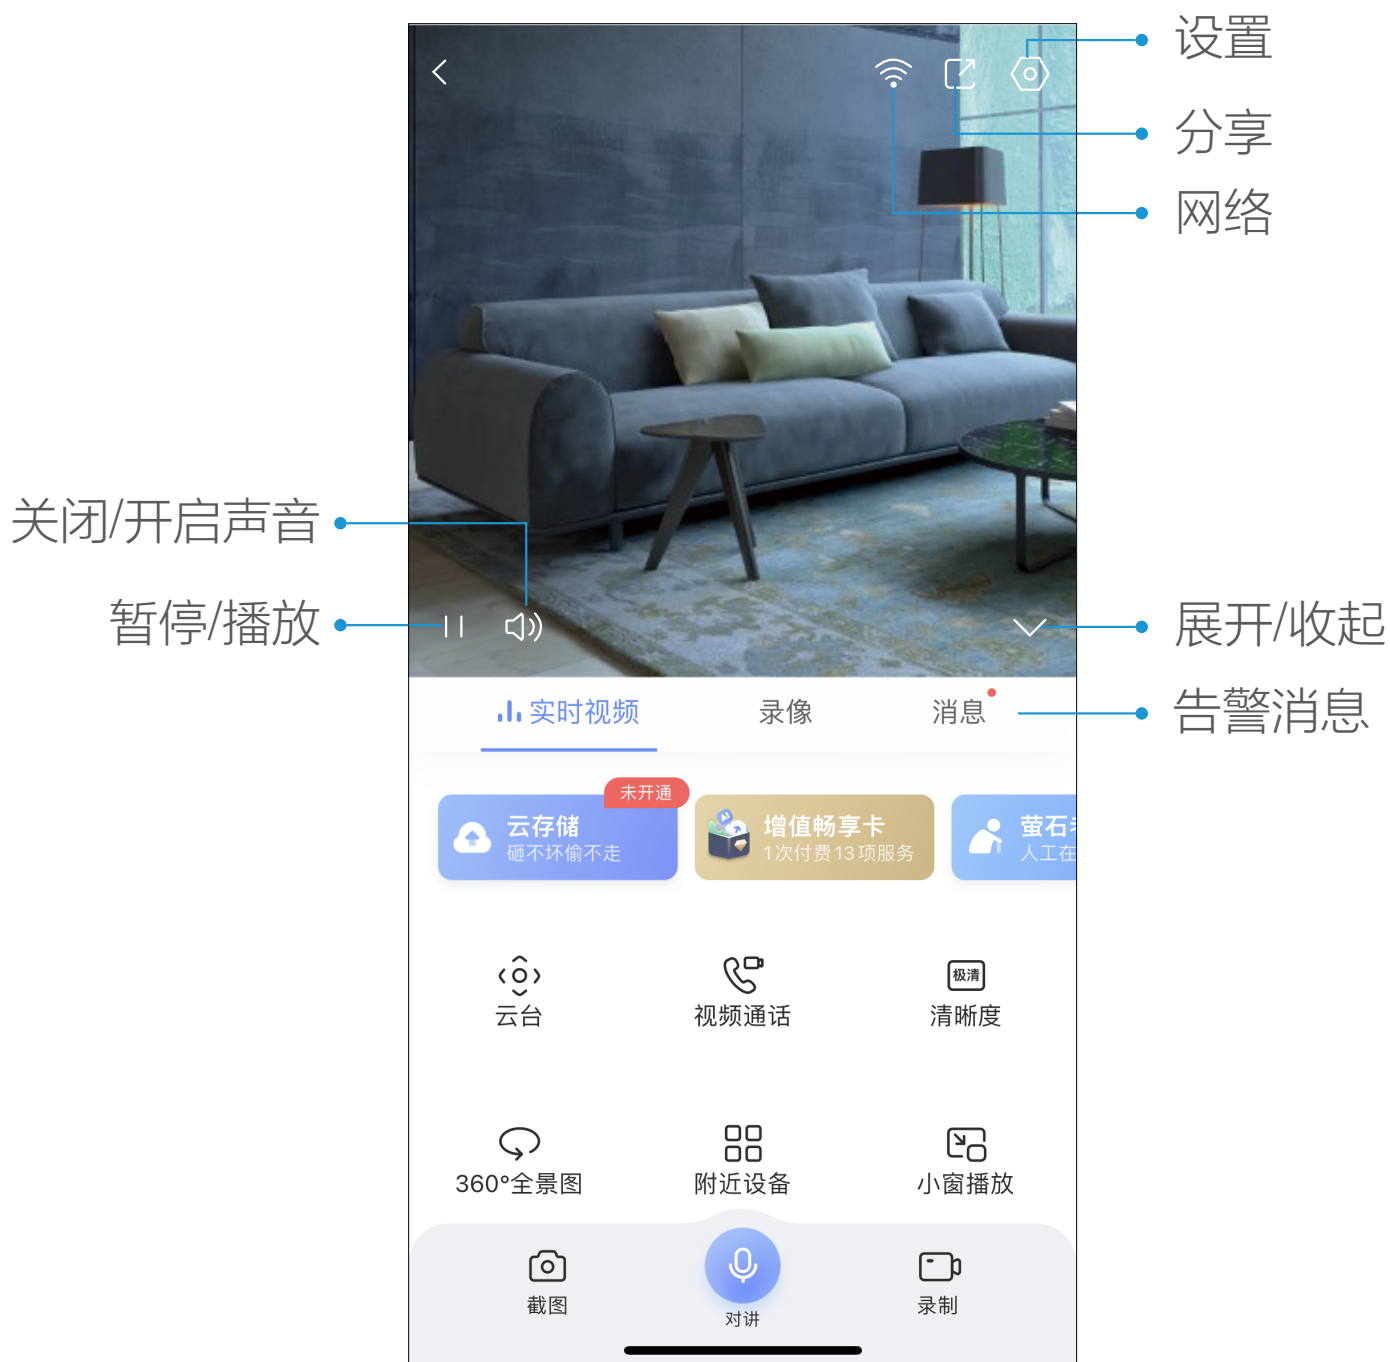 设置
分享
网络
关闭/开启声音
暂停/播放
展开/收起
实时视频
录像
消息
告警消息
未开通
云存储
砸不坏偷不走
增值畅享卡
1次付费13项服务
萤石
人工在
极清
云台
视频通话
清晰度
360°全景图
附近设备
小窗播放
截图
对讲
录制